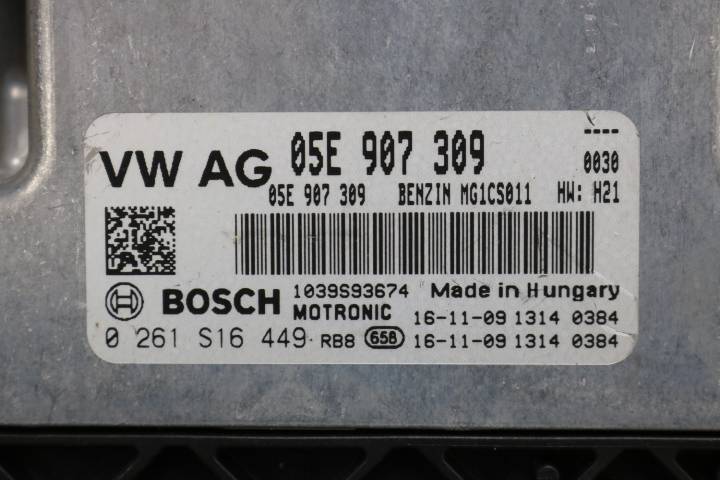 VW AG 05E 907 309 ----
0030
05E 907 309 BENZIN MG1CS011 HW: H21
BOSCH 1039S93674 Made in Hungary
MOTRONIC 16-11-09 1314 0384
0 261 S16 449 RB8 658 16-11-09 1314 0384